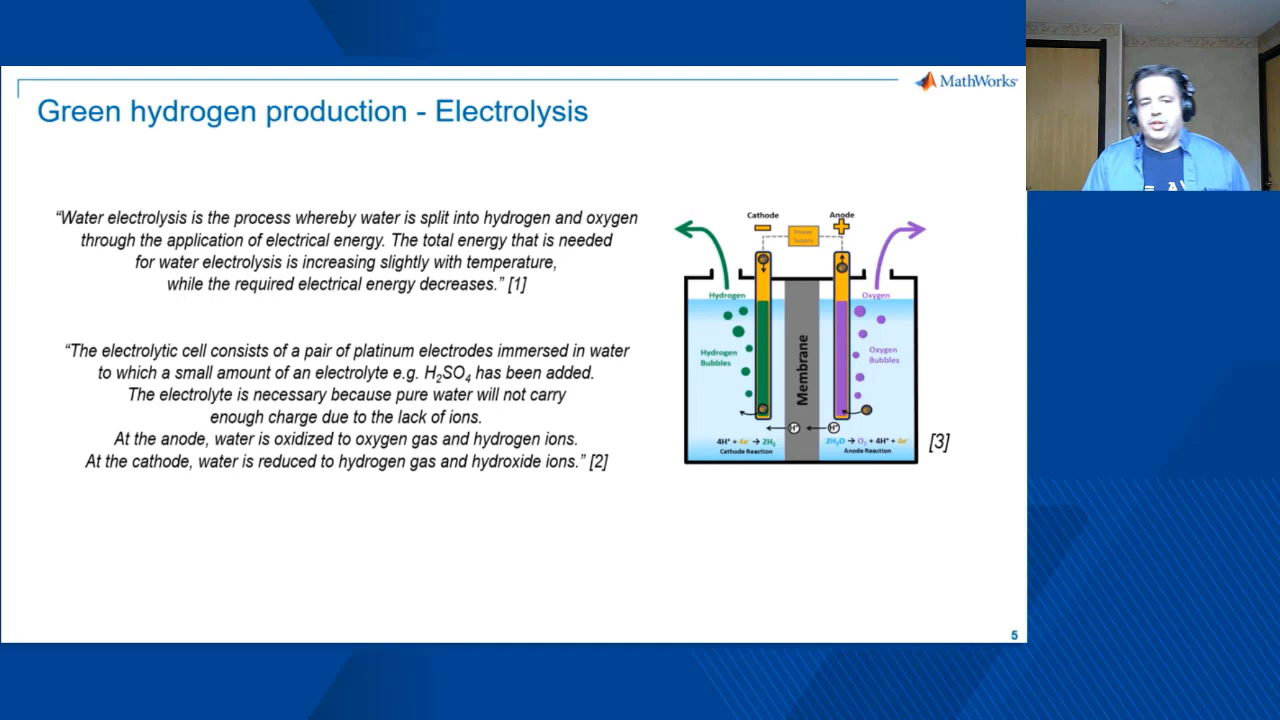 MathWorks
Green hydrogen production - Electrolysis
“Water electrolysis is the process whereby water is split into hydrogen and oxygen
through the application of electrical energy. The total energy that is needed
for water electrolysis is increasing slightly with temperature,
while the required electrical energy decreases.” [1]
“The electrolytic cell consists of a pair of platinum electrodes immersed in water
to which a small amount of an electrolyte e.g. H₂SO₄ has been added.
The electrolyte is necessary because pure water will not carry
enough charge due to the lack of ions.
At the anode, water is oxidized to oxygen gas and hydrogen ions.
At the cathode, water is reduced to hydrogen gas and hydroxide ions.” [2]
Cathode
Anode
Power
Supply
Hydrogen
Oxygen
Hydrogen
Bubbles
Membrane
Oxygen
Bubbles
H⁺
H⁺
4H⁺ + 4e⁻ → 2H₂
Cathode Reaction
2H₂O → O₂ + 4H⁺ + 4e⁻
Anode Reaction
[3]
5